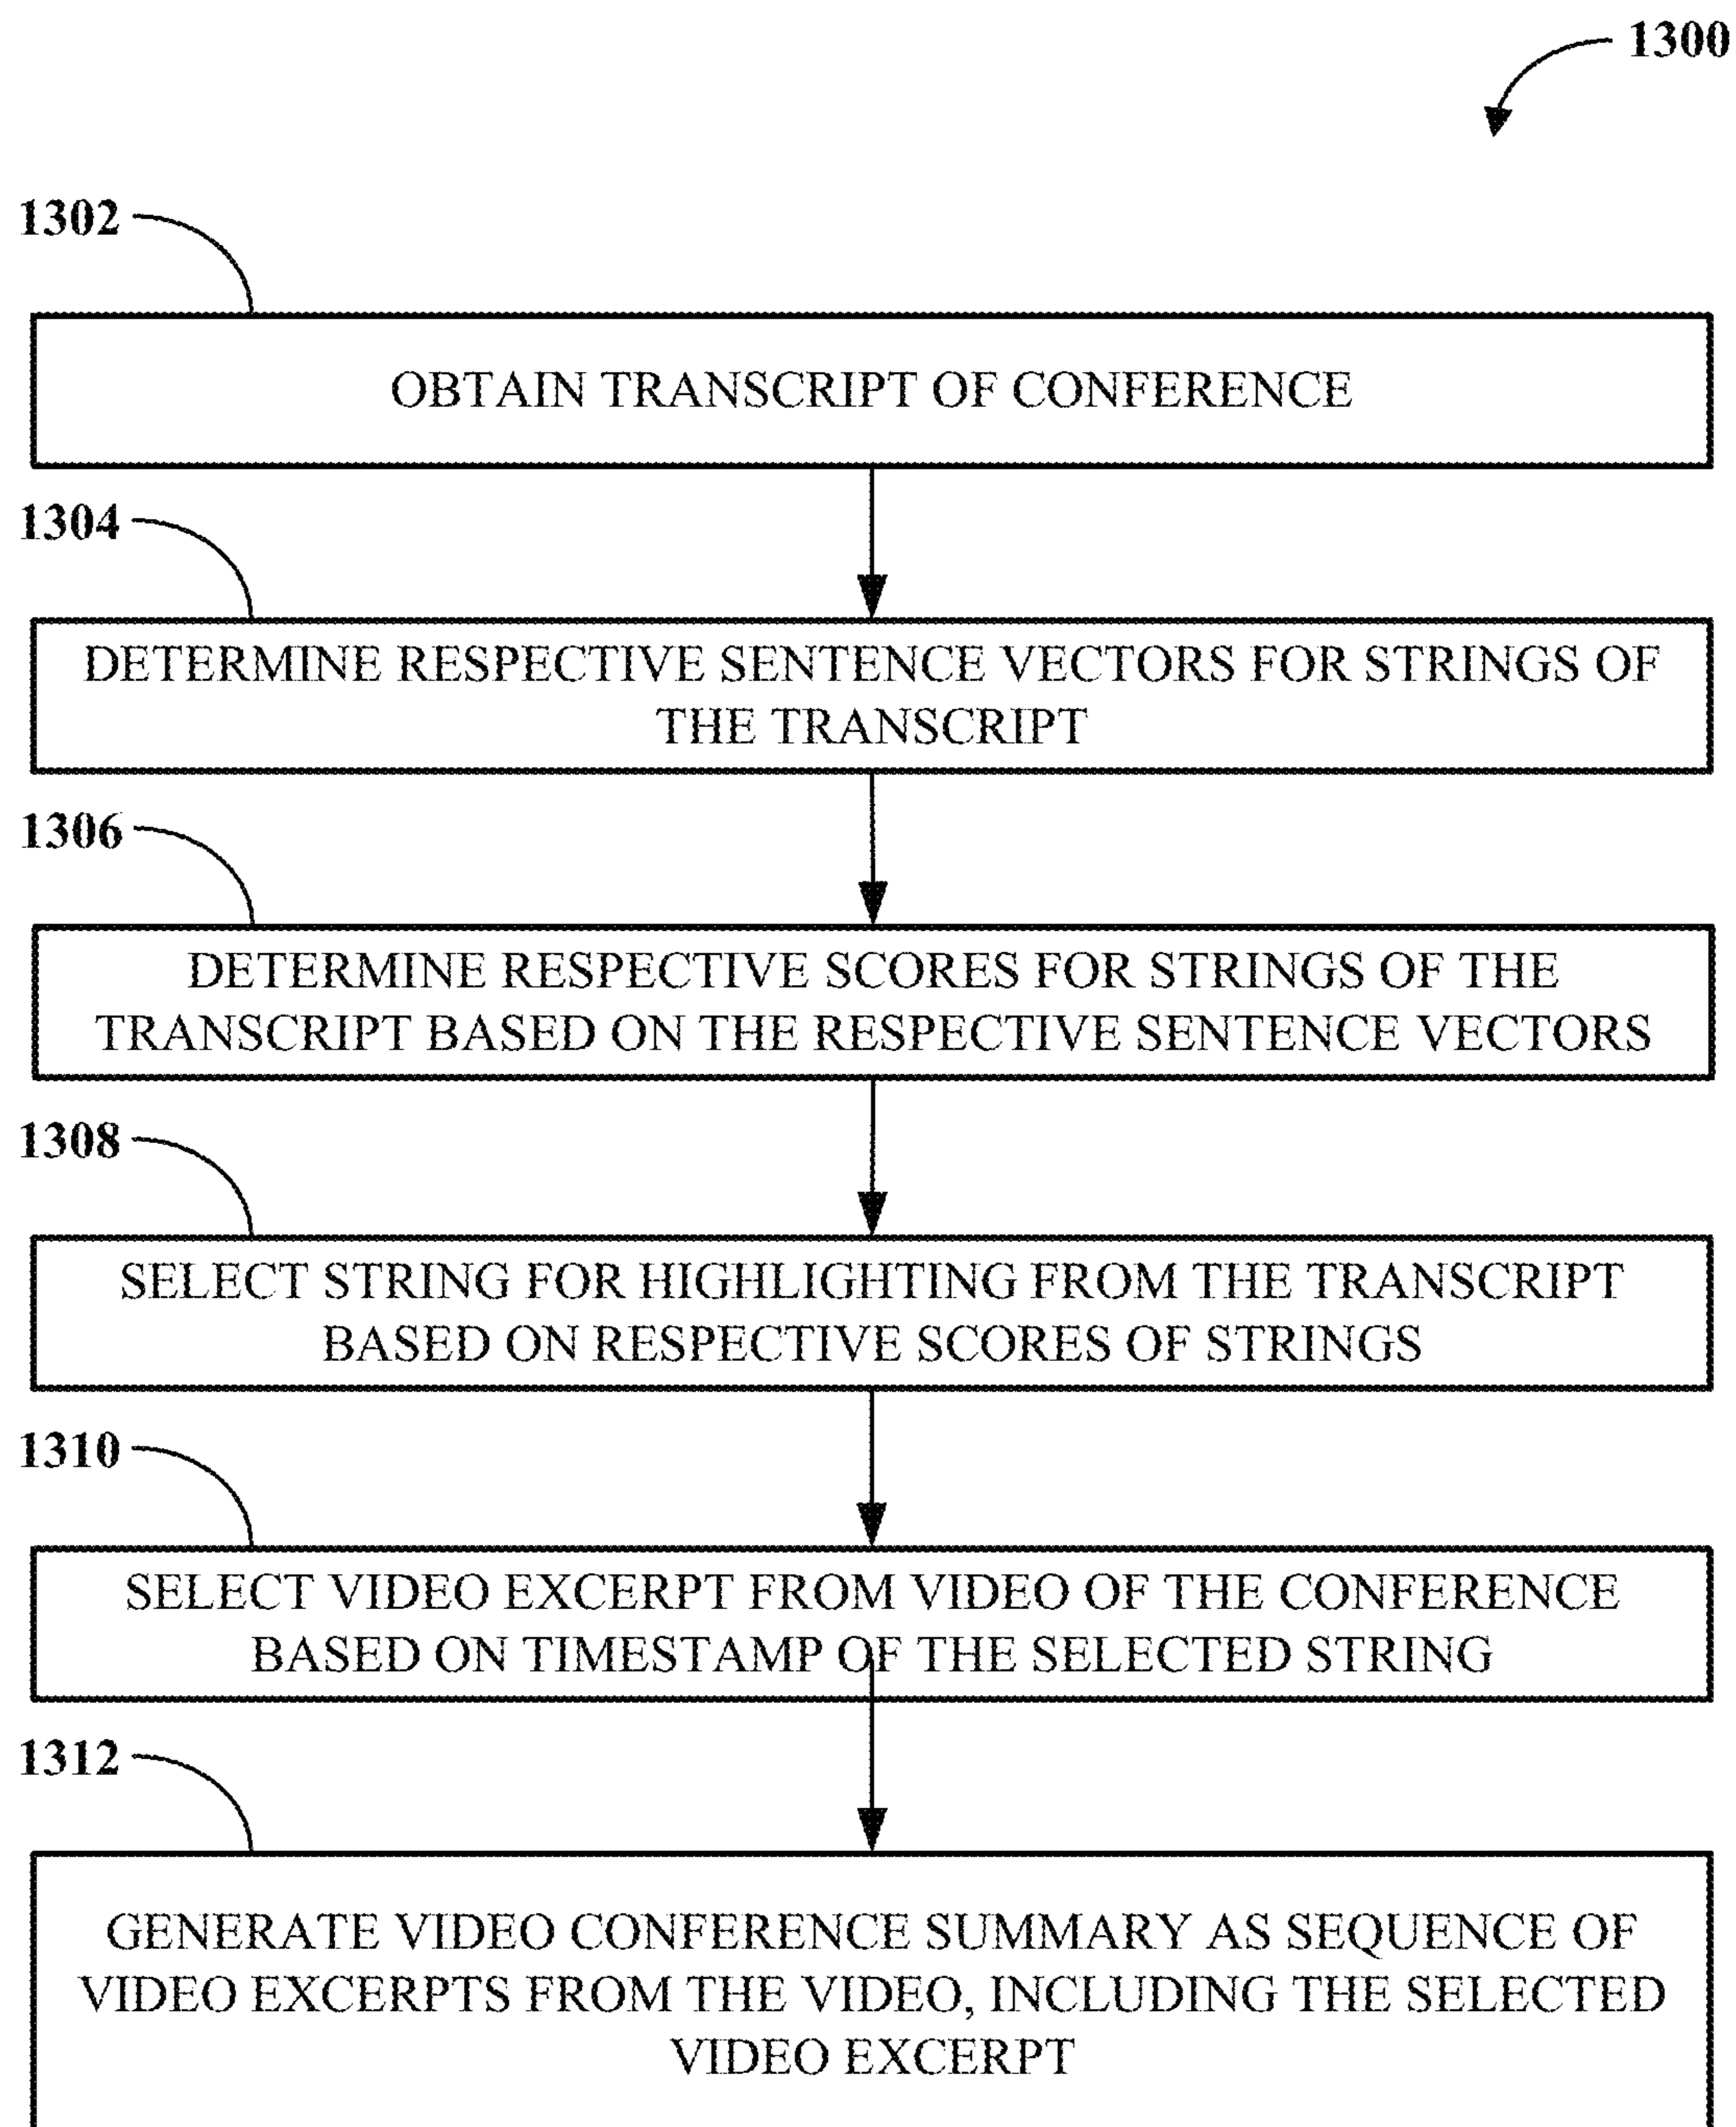 1300
1302
OBTAIN TRANSCRIPT OF CONFERENCE
1304
DETERMINE RESPECTIVE SENTENCE VECTORS FOR STRINGS OF
THE TRANSCRIPT
1306
DETERMINE RESPECTIVE SCORES FOR STRINGS OF THE
TRANSCRIPT BASED ON THE RESPECTIVE SENTENCE VECTORS
1308
SELECT STRING FOR HIGHLIGHTING FROM THE TRANSCRIPT
BASED ON RESPECTIVE SCORES OF STRINGS
1310
SELECT VIDEO EXCERPT FROM VIDEO OF THE CONFERENCE
BASED ON TIMESTAMP OF THE SELECTED STRING
1312
GENERATE VIDEO CONFERENCE SUMMARY AS SEQUENCE OF
VIDEO EXCERPTS FROM THE VIDEO, INCLUDING THE SELECTED
VIDEO EXCERPT